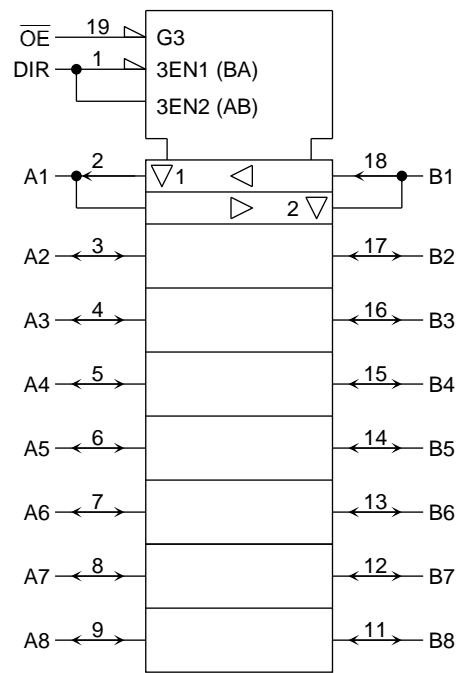 OE 19 G3
DIR 1 3EN1 (BA)
3EN2 (AB)
A1 2 1 18 B1
2
A2 3 17 B2
A3 4 16 B3
A4 5 15 B4
A5 6 14 B5
A6 7 13 B6
A7 8 12 B7
A8 9 11 B8